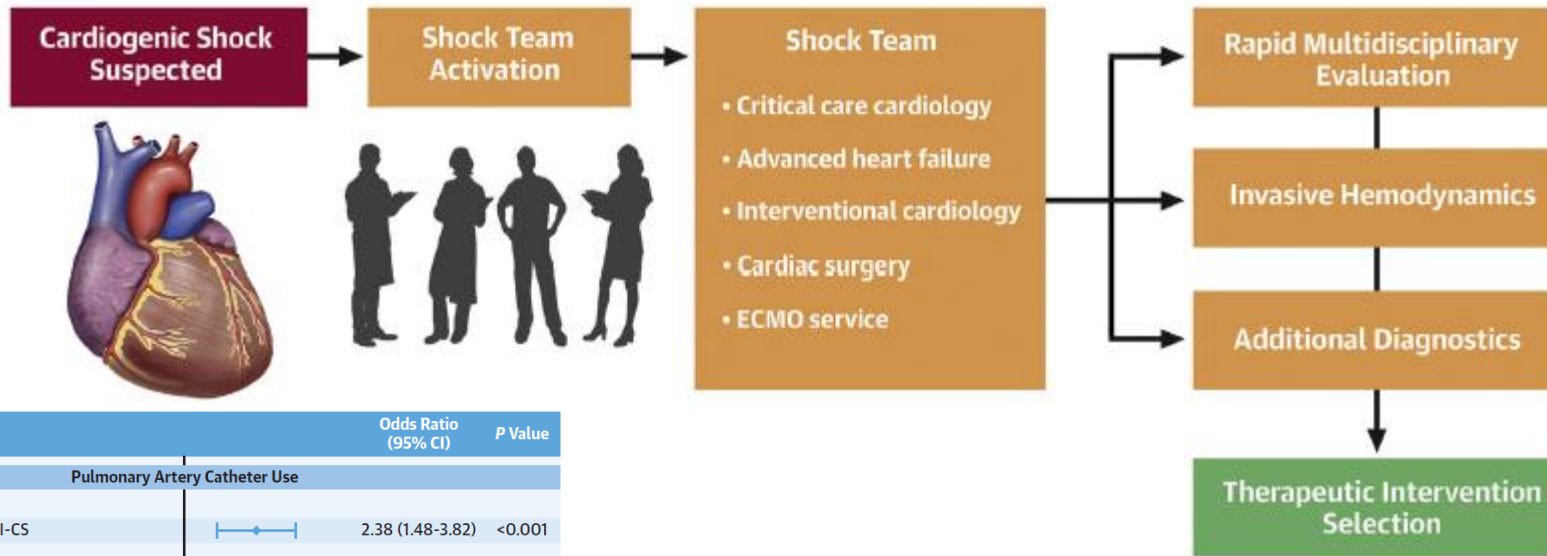 Cardiogenic Shock
Suspected
Shock Team
Activation
Shock Team
• Critical care cardiology
• Advanced heart failure
• Interventional cardiology
• Cardiac surgery
• ECMO service
Rapid Multidisciplinary
Evaluation
Invasive Hemodynamics
Additional Diagnostics
Therapeutic Intervention
Selection
Odds Ratio
(95% CI)
P Value
Pulmonary Artery Catheter Use
I-CS
2.38 (1.48-3.82)
<0.001